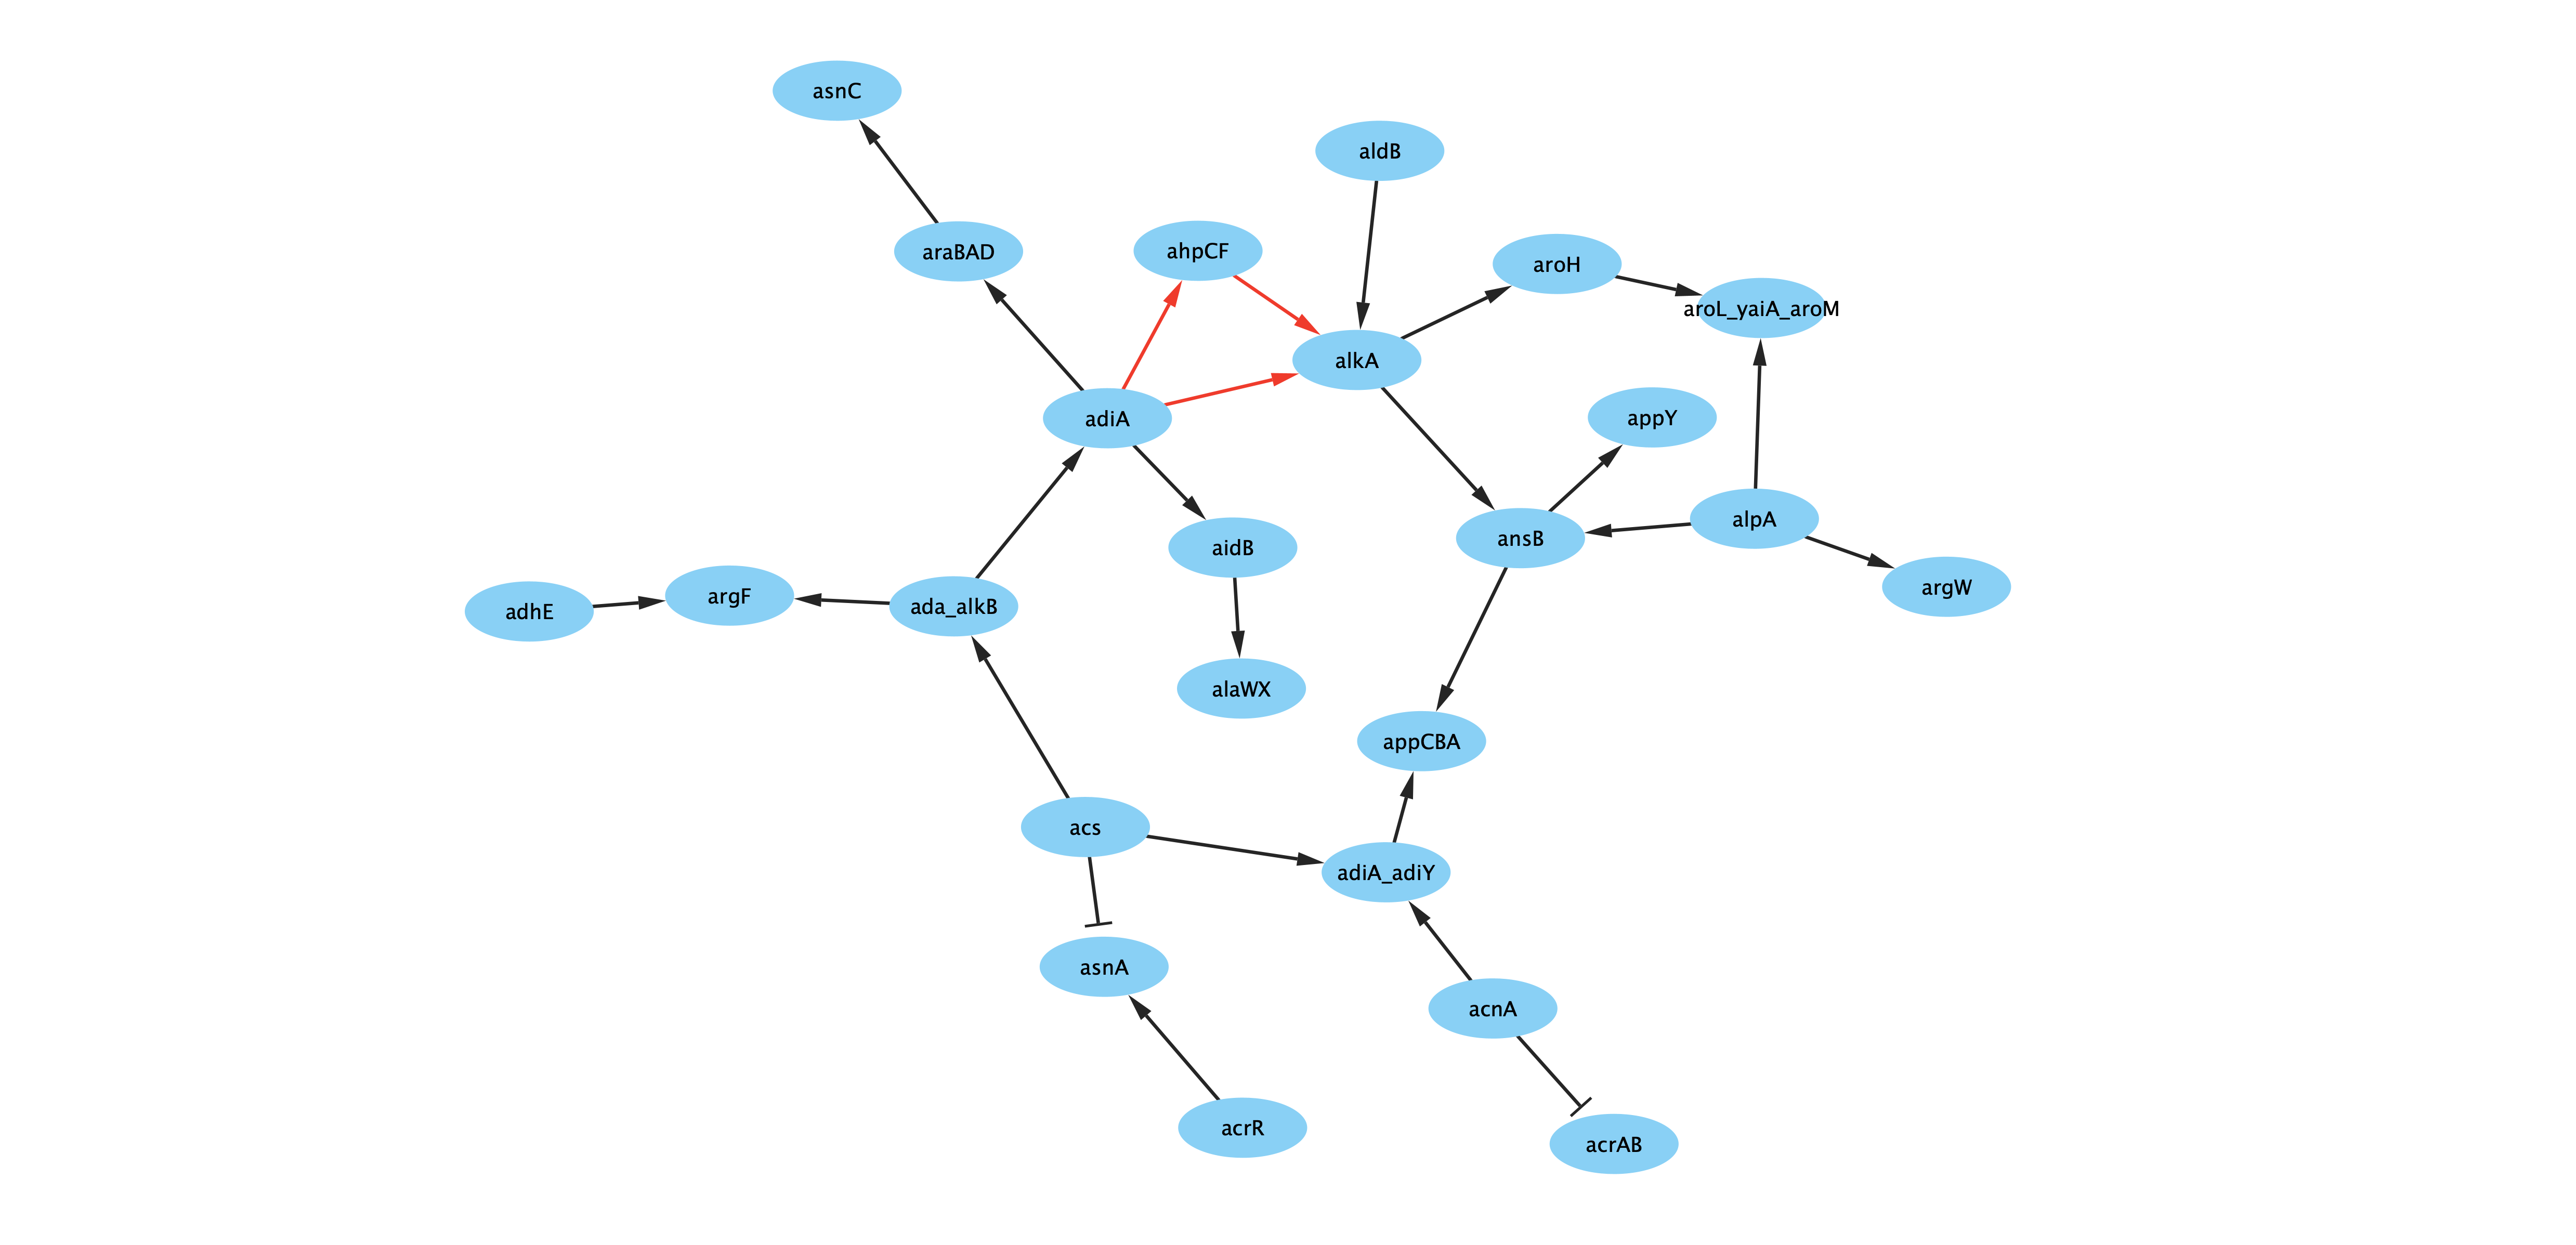 asnC
aldB
araBAD
ahpCF
aroH
aroL_yaiA_aroM
alkA
adiA
appY
alpA
ansB
aidB
argW
adhE
argF
ada_alkB
alaWX
appCBA
acs
adiA_adiY
asnA
acnA
acrR
acrAB